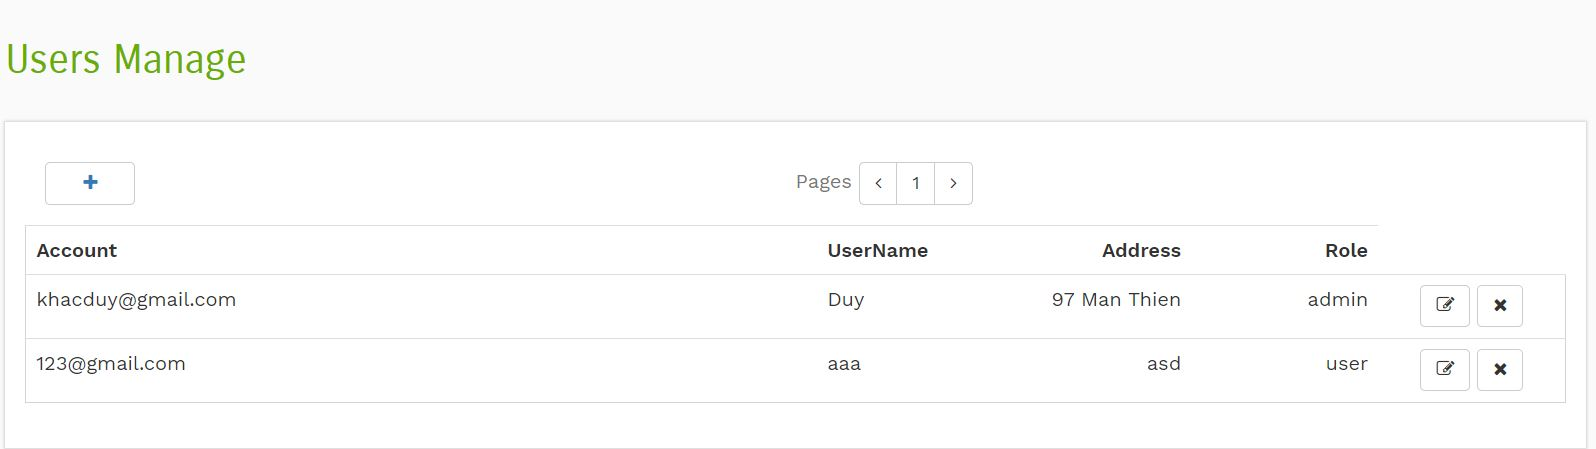 Users Manage
+
Pages < 1 >
Account UserName Address Role
khacduy@gmail.com Duy 97 Man Thien admin
123@gmail.com aaa asd user